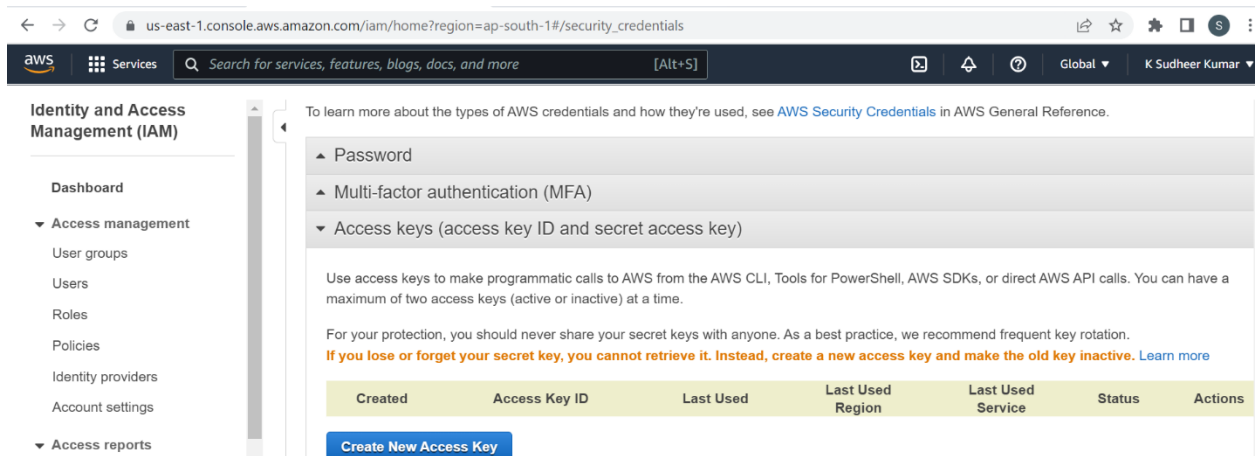 us-east-1.console.aws.amazon.com/iam/home?region=ap-south-1#/security_credentials
S
aws
Services
Search for services, features, blogs, docs, and more
[Alt+S]
Global
K Sudheer Kumar
Identity and Access
Management (IAM)
Dashboard
Access management
User groups
Users
Roles
Policies
Identity providers
Account settings
Access reports
To learn more about the types of AWS credentials and how they're used, see AWS Security Credentials in AWS General Reference.
Password
Multi-factor authentication (MFA)
Access keys (access key ID and secret access key)
Use access keys to make programmatic calls to AWS from the AWS CLI, Tools for PowerShell, AWS SDKs, or direct AWS API calls. You can have a
maximum of two access keys (active or inactive) at a time.
For your protection, you should never share your secret keys with anyone. As a best practice, we recommend frequent key rotation.
If you lose or forget your secret key, you cannot retrieve it. Instead, create a new access key and make the old key inactive. Learn more
Created Access Key ID Last Used Last Used Region Last Used Service Status Actions
Create New Access Key